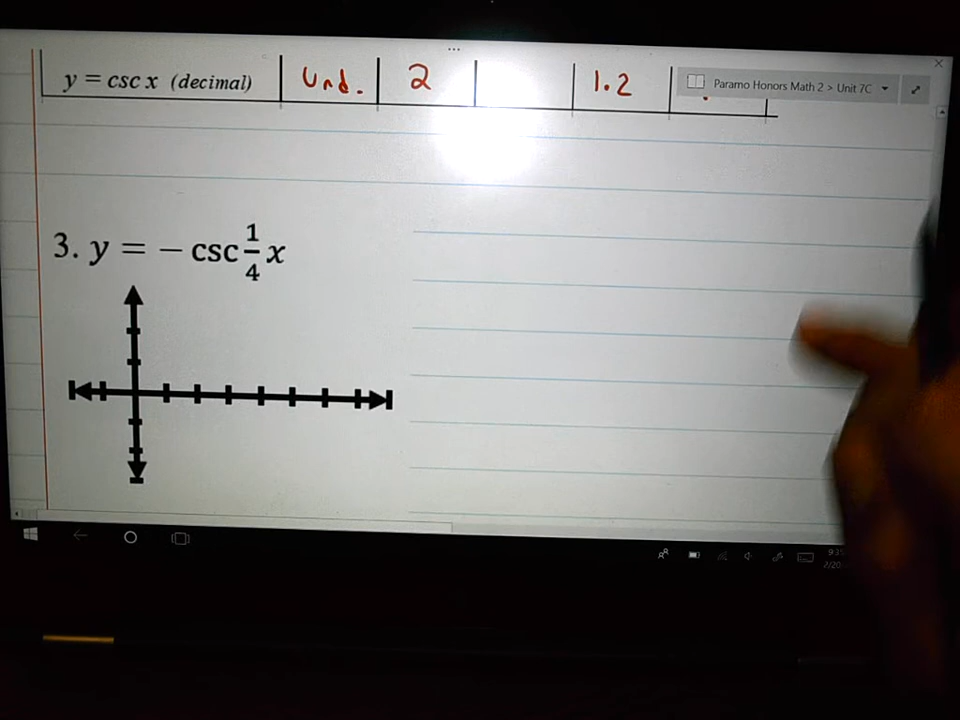 y = csc x (decimal) Und. 2 1.2
Paramo Honors Math 2 > Unit 7C
3. y = − csc 1/4 x